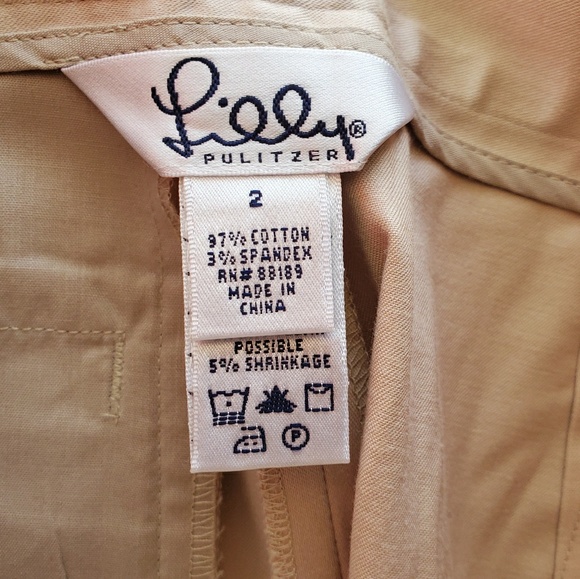 Lilly®
PULITZER
2
97% COTTON
3% SPANDEX
RN# 88189
MADE IN
CHINA
POSSIBLE
5% SHRINKAGE
P